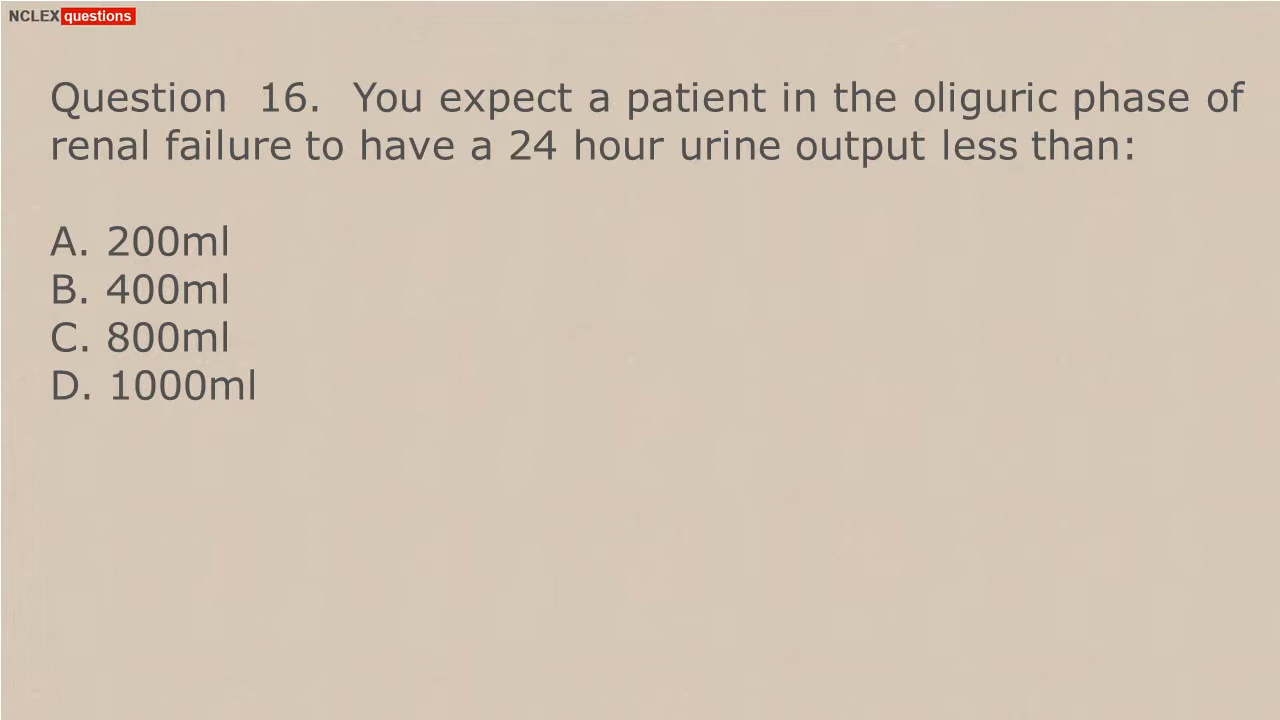 NCLEX questions
Question 16. You expect a patient in the oliguric phase of
renal failure to have a 24 hour urine output less than:
A. 200ml
B. 400ml
C. 800ml
D. 1000ml